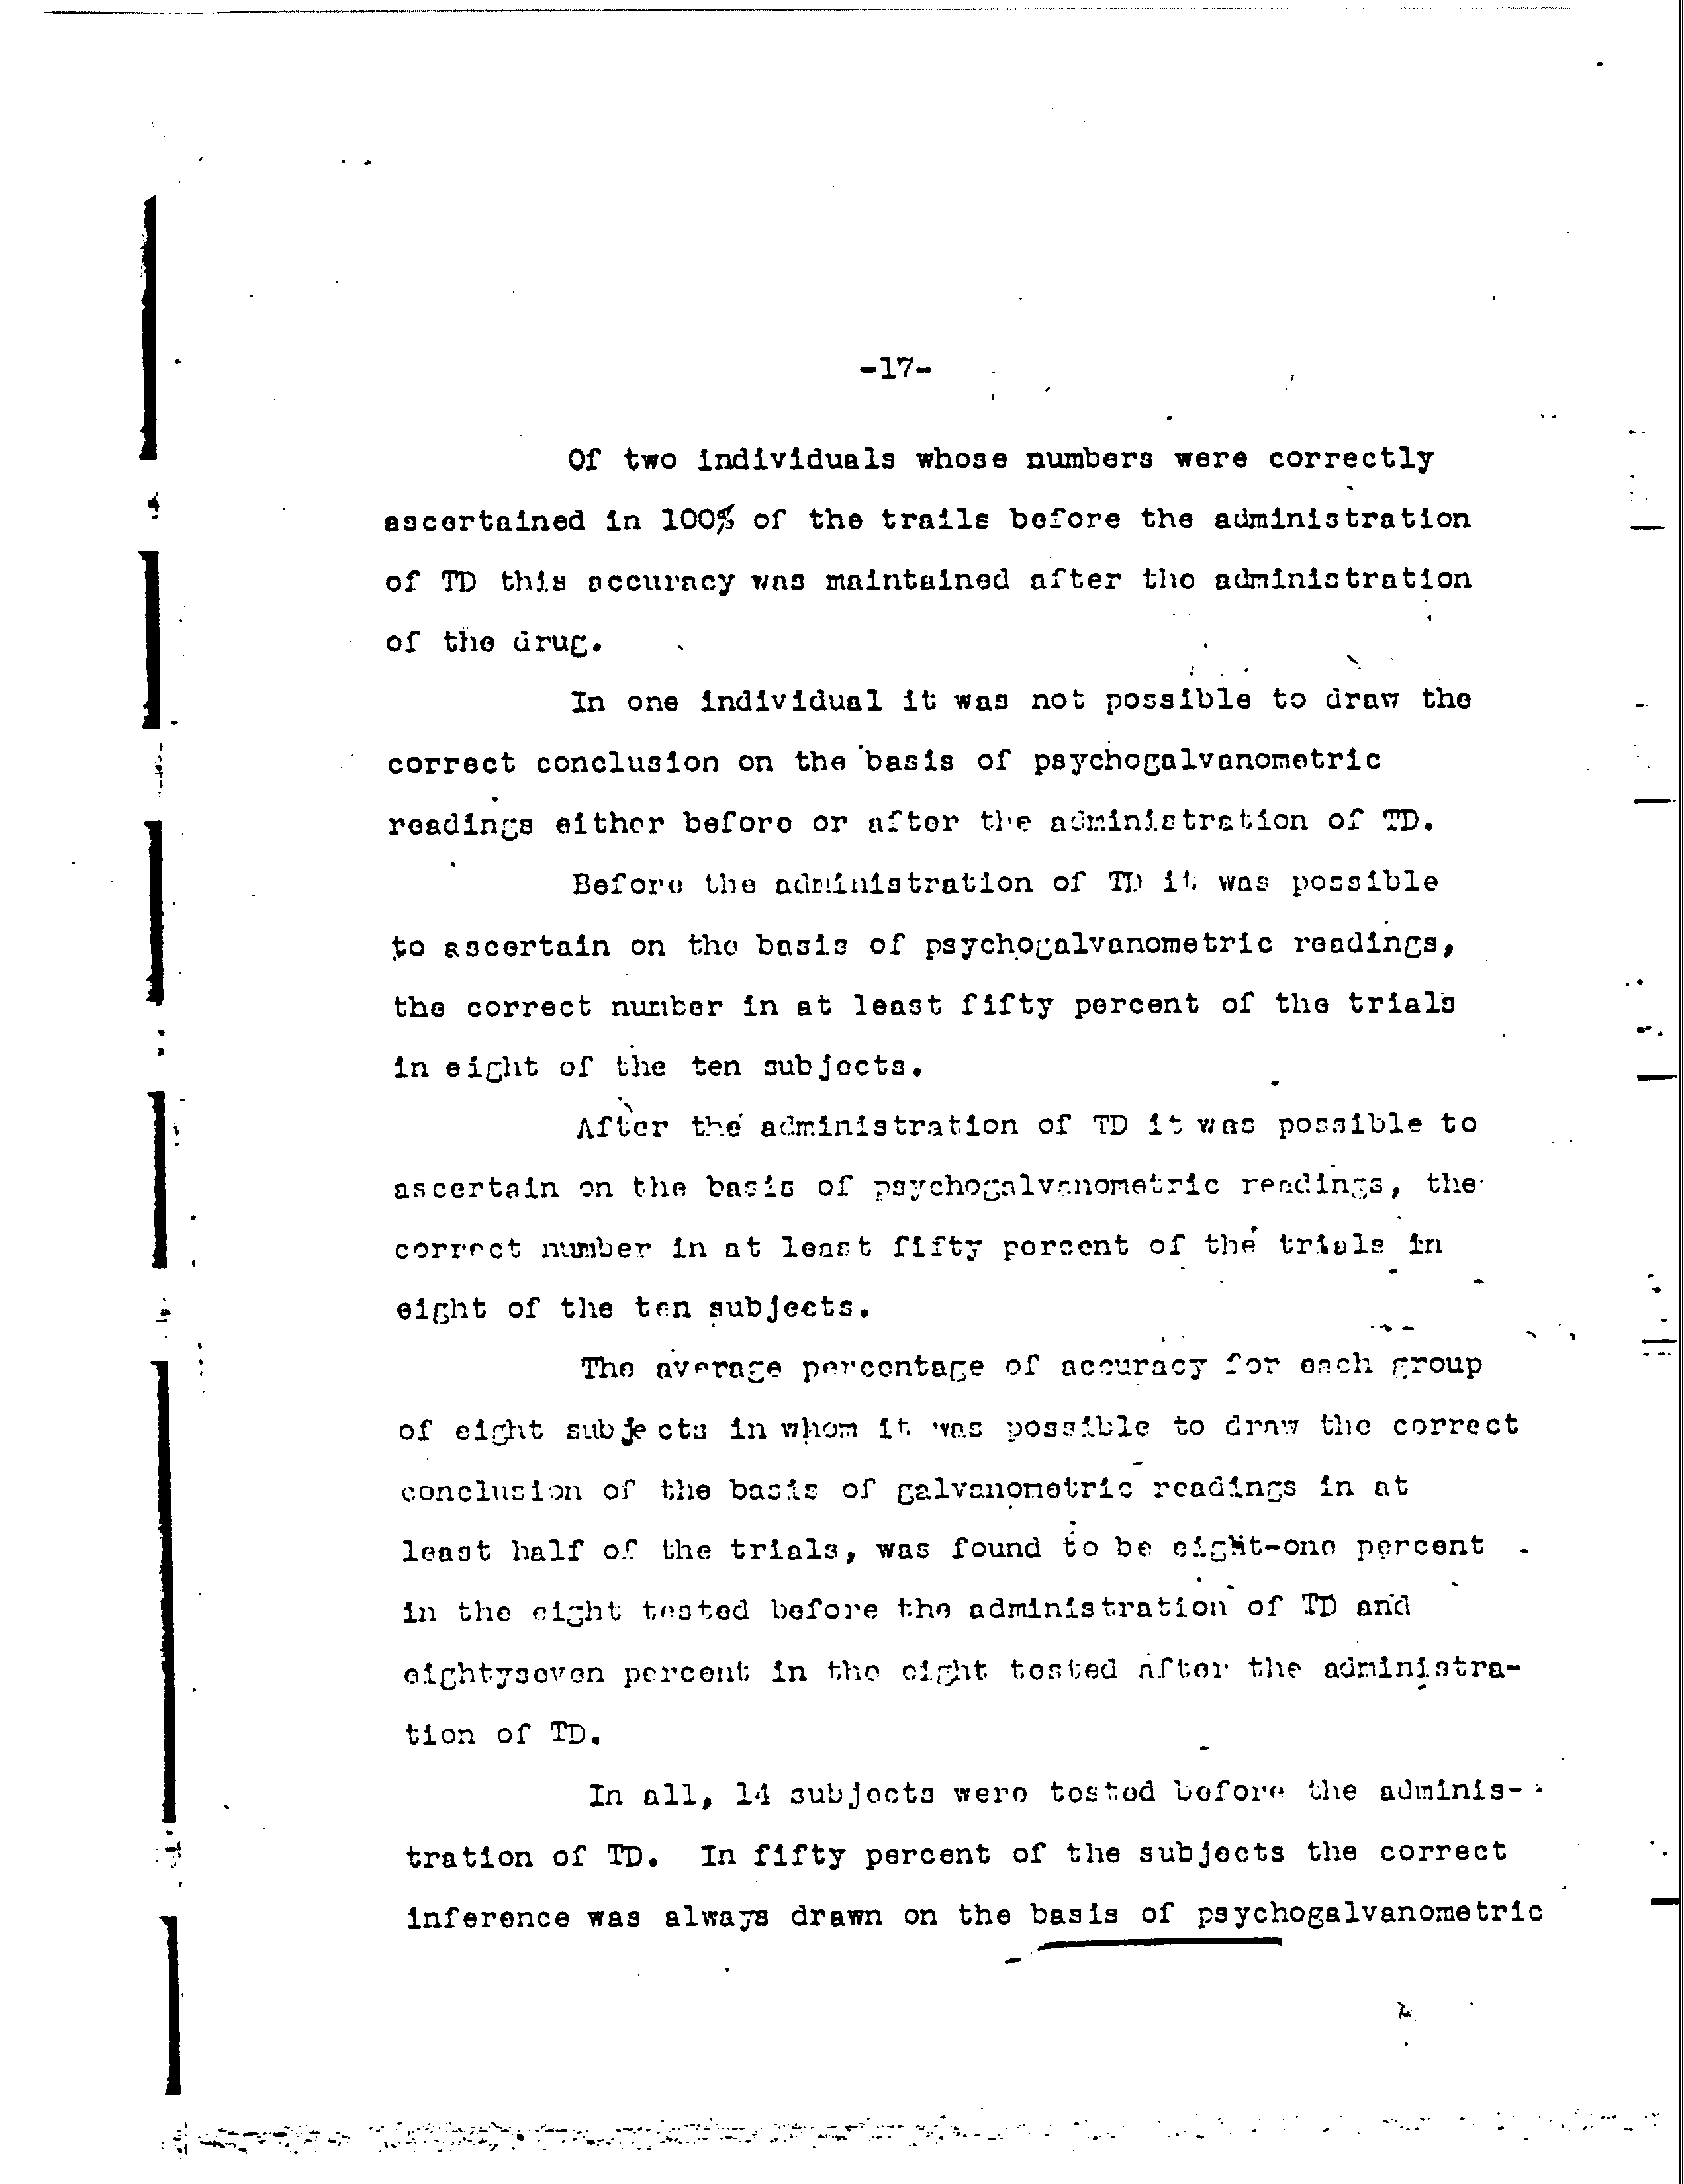 -17-
Of two individuals whose numbers were correctly
ascertained in 100% of the trails before the administration
of TD this accuracy was maintained after the administration
of the drug.
In one individual it was not possible to draw the
correct conclusion on the basis of psychogalvanometric
readings either before or after the administration of TD.
Before the administration of TD it was possible
to ascertain on the basis of psychogalvanometric readings,
the correct number in at least fifty percent of the trials
in eight of the ten subjects.
After the administration of TD it was possible to
ascertain on the basis of psychogalvanometric readings, the
correct number in at least fifty percent of the trials in
eight of the ten subjects.
The average percentage of accuracy for each group
of eight subjects in whom it was possible to draw the correct
conclusion of the basis of galvanometric readings in at
least half of the trials, was found to be eight-one percent
in the eight tested before the administration of TD and
eightyseven percent in the eight tested after the administra-
tion of TD.
In all, 14 subjects were tested before the adminis-
tration of TD. In fifty percent of the subjects the correct
inference was always drawn on the basis of psychogalvanometric